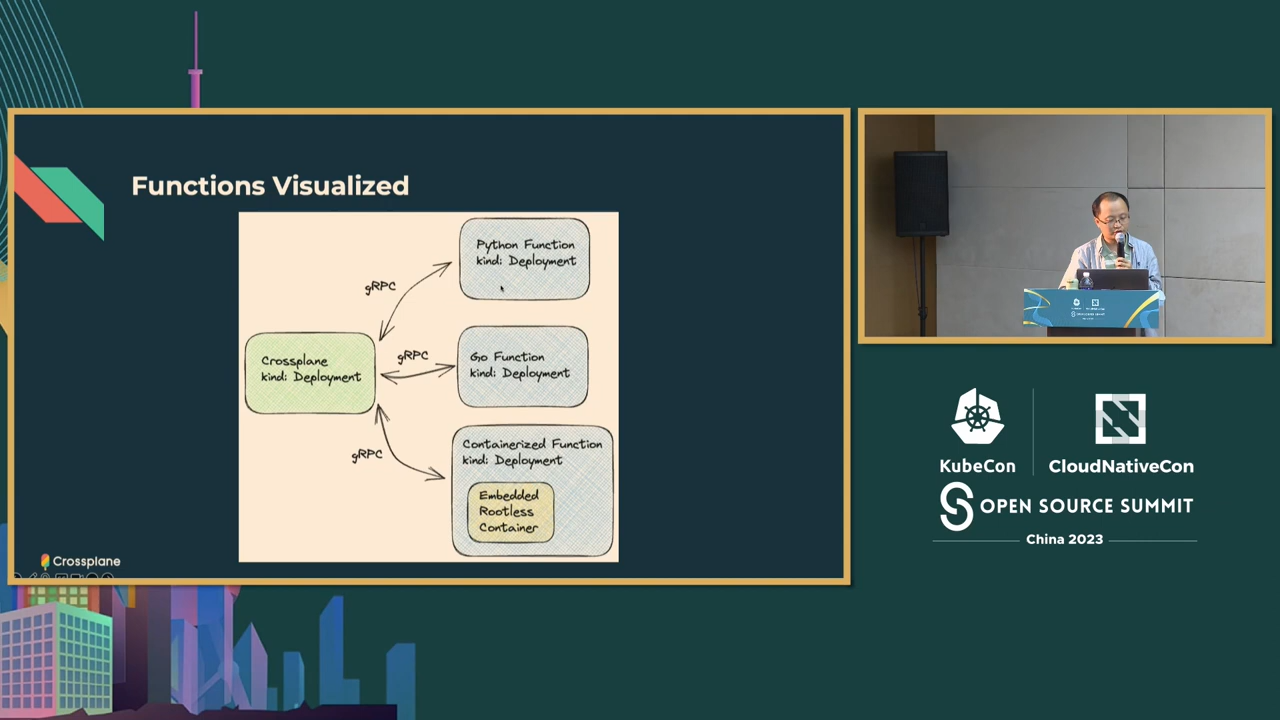 Functions Visualized
Python Function
kind: Deployment
gRPC
Crossplane
kind: Deployment
gRPC
Go Function
kind: Deployment
gRPC
Containerized Function
kind: Deployment
Embedded
Rootless
Container
Crossplane
KubeCon
CloudNativeCon
OPEN SOURCE SUMMIT
China 2023